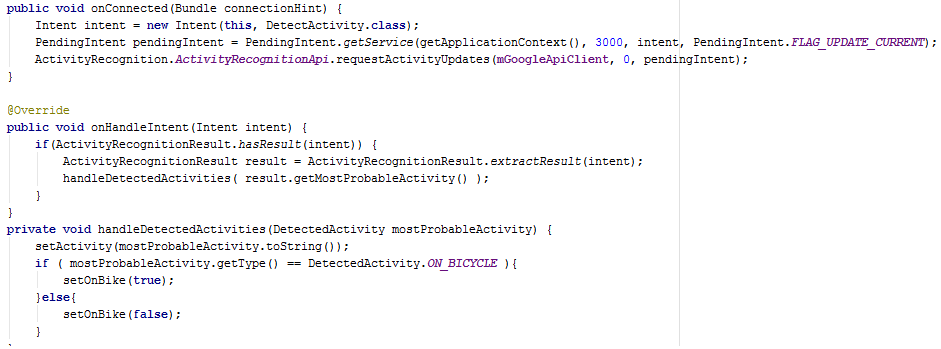 public void onConnected(Bundle connectionHint) {
Intent intent = new Intent(this, DetectActivity.class);
PendingIntent pendingIntent = PendingIntent.getService(getApplicationContext(), 3000, intent, PendingIntent.FLAG_UPDATE_CURRENT);
ActivityRecognition.ActivityRecognitionApi.requestActivityUpdates(mGoogleApiClient, 0, pendingIntent);
}
@Override
public void onHandleIntent(Intent intent) {
if(ActivityRecognitionResult.hasResult(intent)) {
ActivityRecognitionResult result = ActivityRecognitionResult.extractResult(intent);
handleDetectedActivities( result.getMostProbableActivity() );
}
}
private void handleDetectedActivities(DetectedActivity mostProbableActivity) {
setActivity(mostProbableActivity.toString());
if ( mostProbableActivity.getType() == DetectedActivity.ON_BICYCLE ){
setOnBike(true);
}else{
setOnBike(false);
}